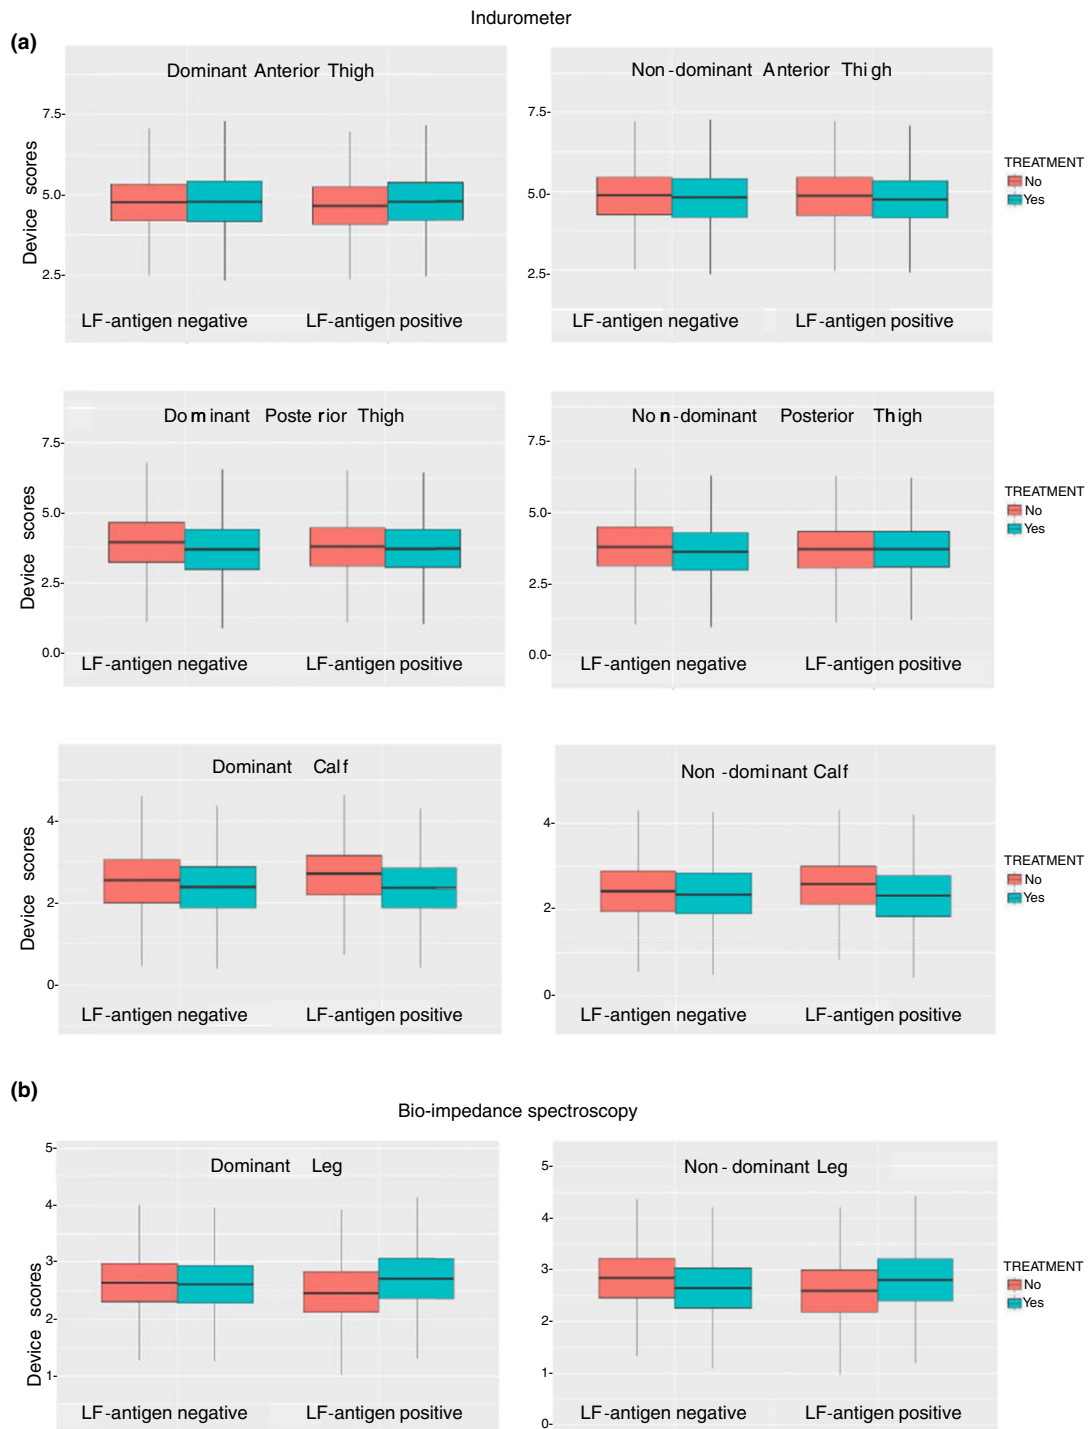 Indurometer
(a)
Dominant Anterior Thigh
Device scores
7.5-
5.0-
2.5-
LF-antigen negative LF-antigen positive
Non-dominant Anterior Thigh
7.5-
5.0-
2.5-
LF-antigen negative LF-antigen positive
TREATMENT
No
Yes
Dominant Posterior Thigh
Device scores
7.5-
5.0-
2.5-
0.0-
LF-antigen negative LF-antigen positive
Non-dominant Posterior Thigh
7.5-
5.0-
2.5-
0.0-
LF-antigen negative LF-antigen positive
TREATMENT
No
Yes
Dominant Calf
Device scores
4-
2-
0-
LF-antigen negative LF-antigen positive
Non-dominant Calf
4-
2-
0-
LF-antigen negative LF-antigen positive
TREATMENT
No
Yes
(b)
Bio-impedance spectroscopy
Dominant Leg
Device scores
5-
4-
3-
2-
1-
LF-antigen negative LF-antigen positive
Non-dominant Leg
5-
4-
3-
2-
1-
0-
LF-antigen negative LF-antigen positive
TREATMENT
No
Yes